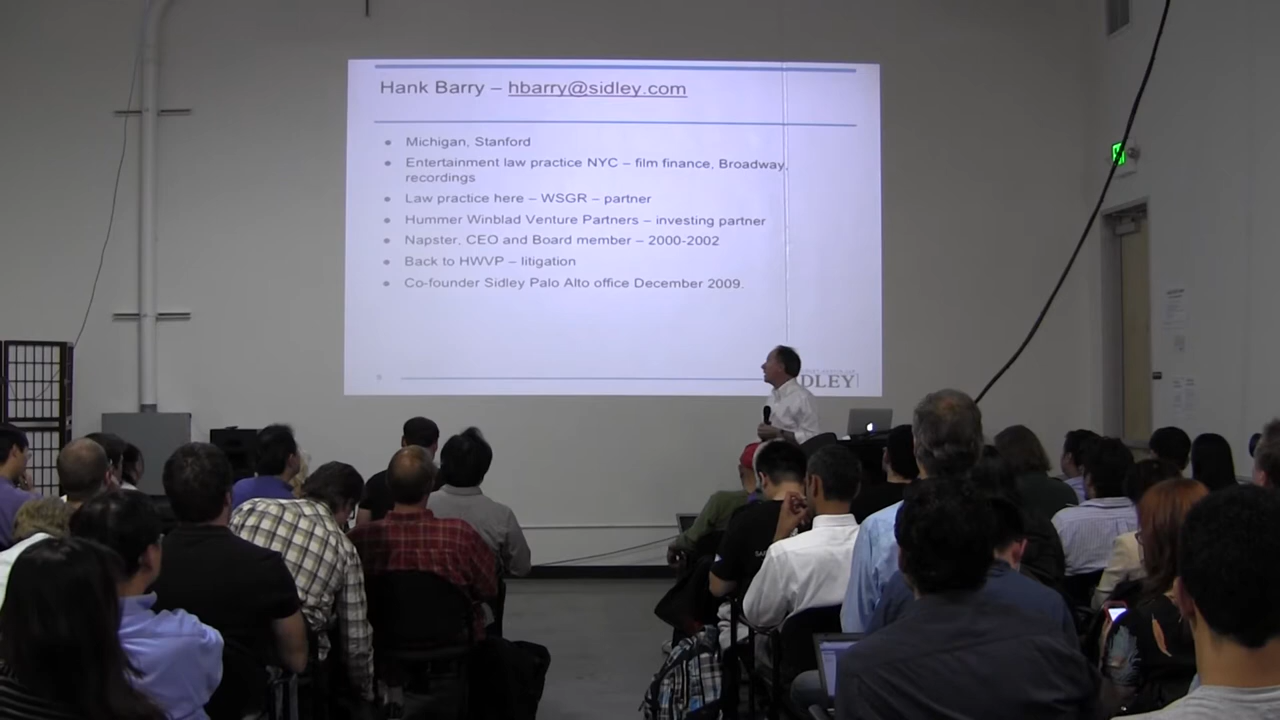 Hank Barry – hbarry@sidley.com
Michigan, Stanford
Entertainment law practice NYC – film finance, Broadway,
recordings
Law practice here – WSGR – partner
Hummer Winblad Venture Partners – investing partner
Napster, CEO and Board member – 2000-2002
Back to HWVP – litigation
Co-founder Sidley Palo Alto office December 2009.
DLEY